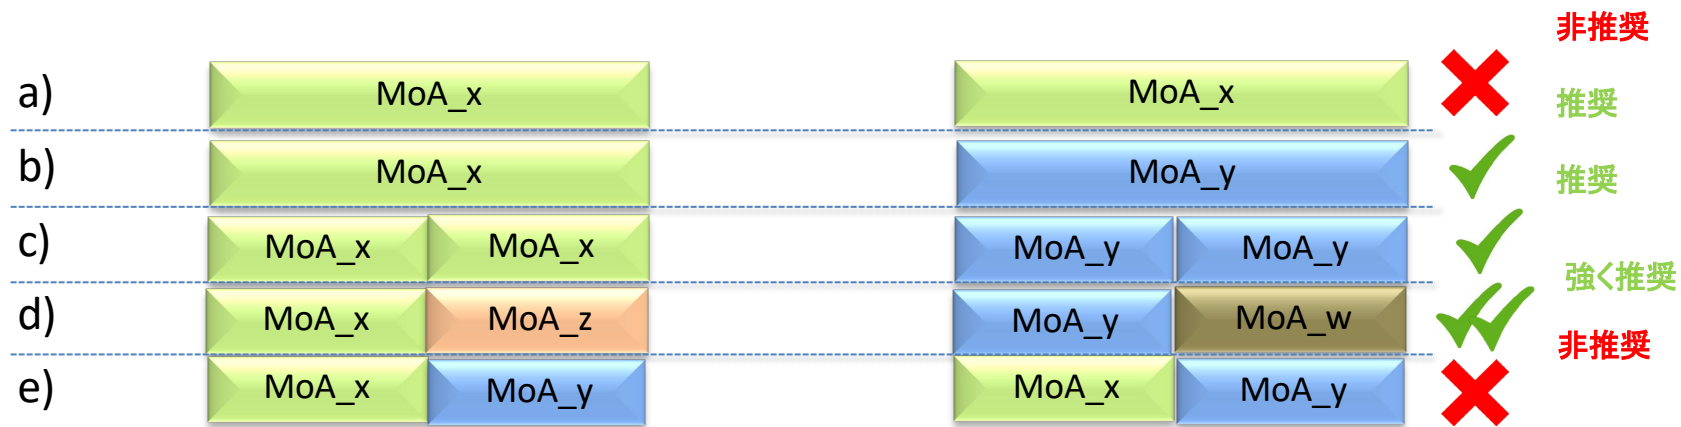 非推奨
a) MoA_x MoA_x
推奨
b) MoA_x MoA_y
推奨
c) MoA_x MoA_x MoA_y MoA_y
強く推奨
d) MoA_x MoA_z MoA_y MoA_w
非推奨
e) MoA_x MoA_y MoA_x MoA_y